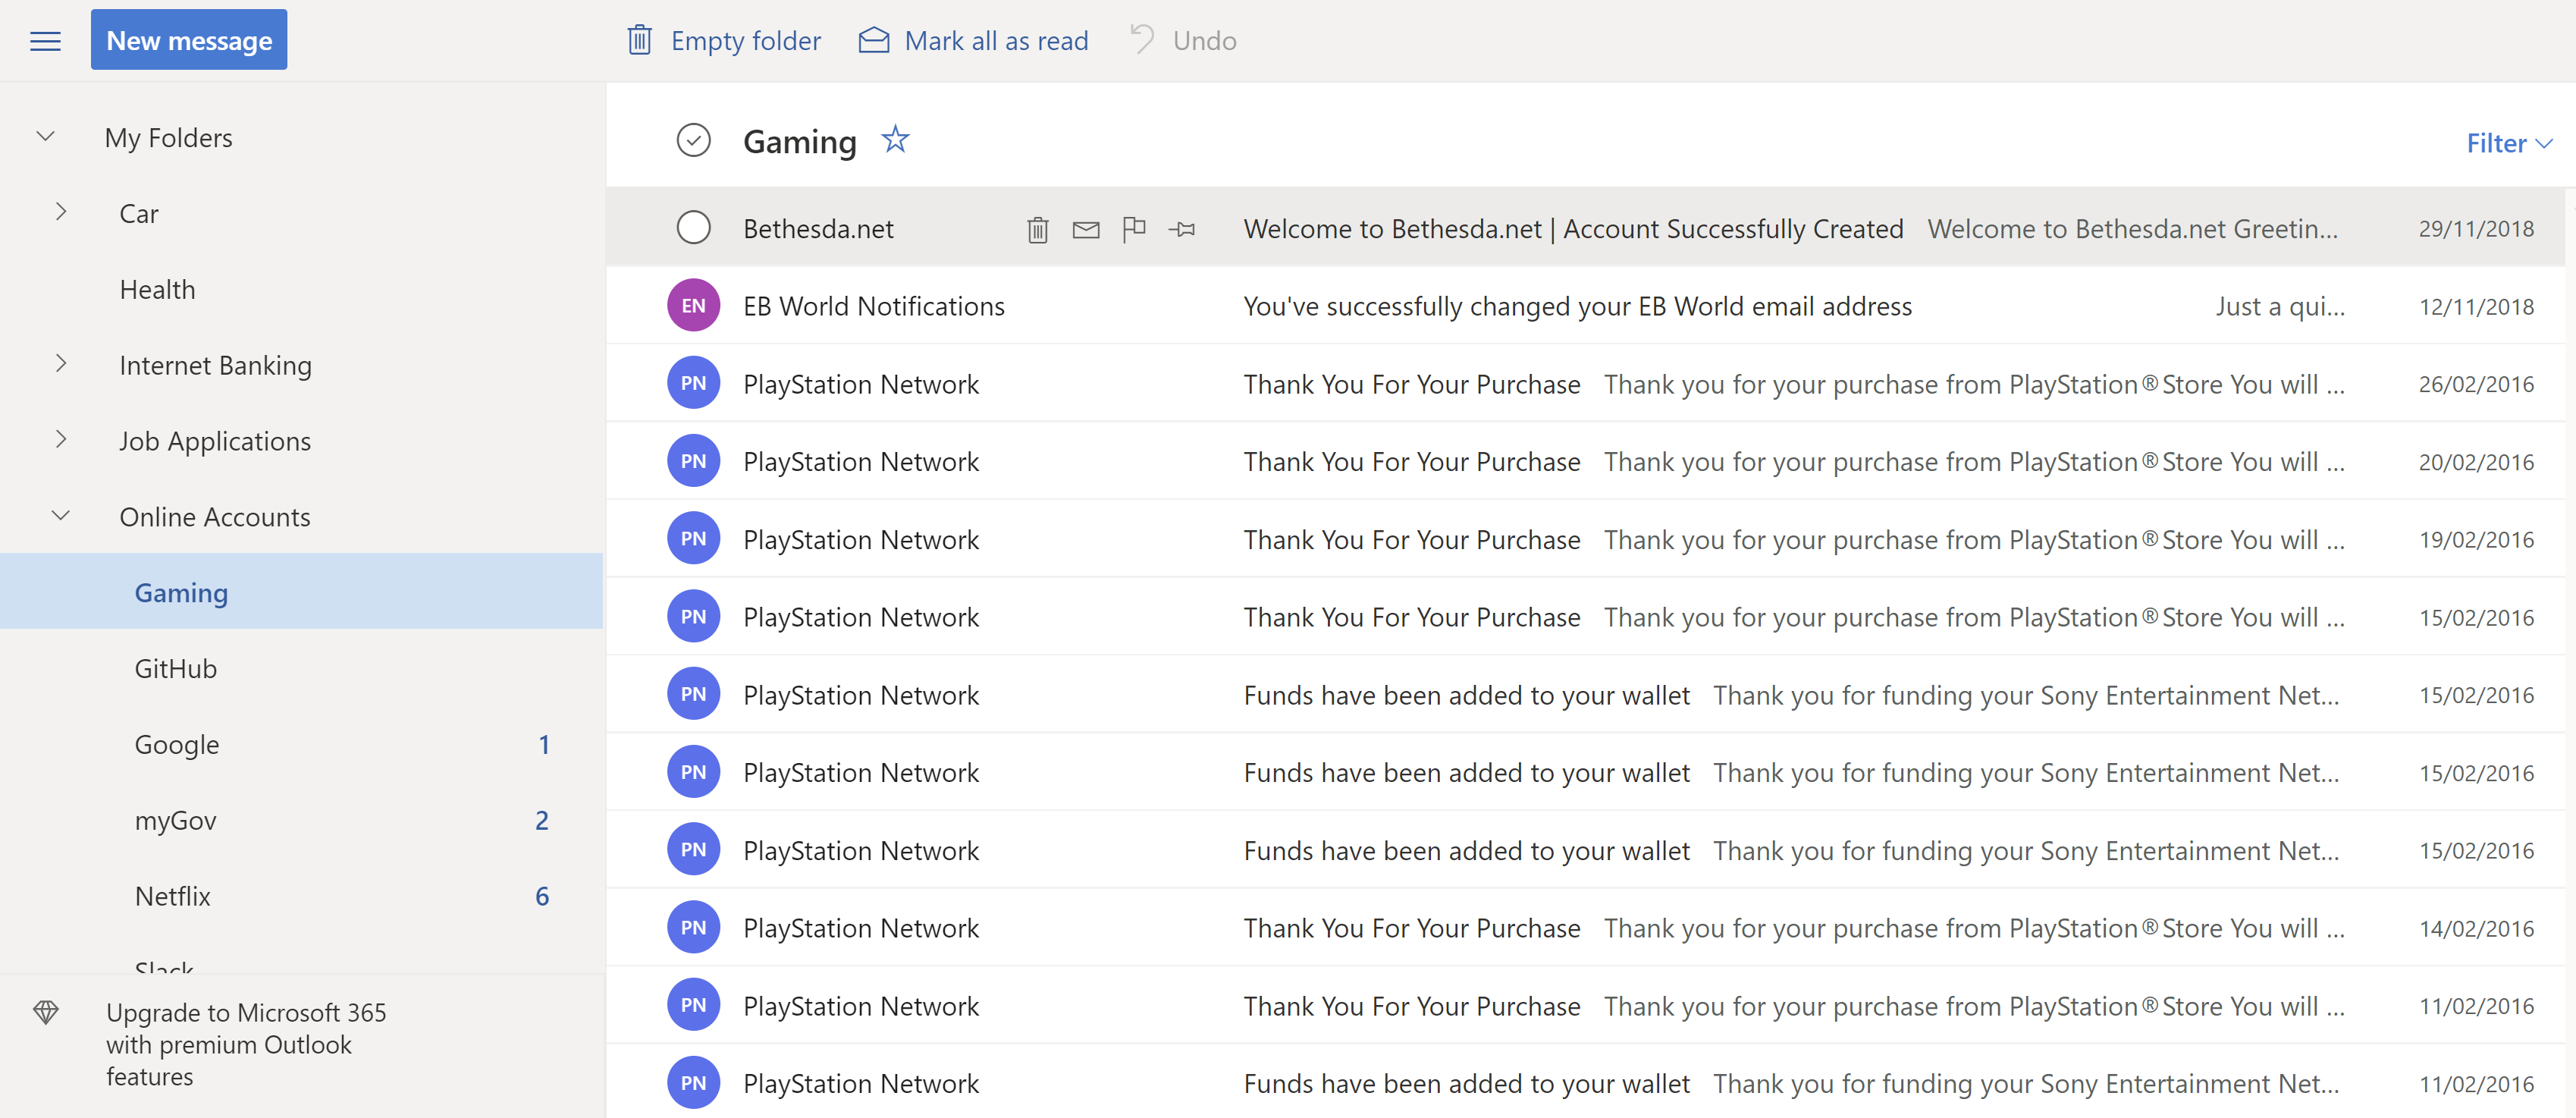 New message
Empty folder
Mark all as read
Undo
My Folders
Car
Health
Internet Banking
Job Applications
Online Accounts
Gaming
GitHub
Google 1
myGov 2
Netflix 6
Slack
Upgrade to Microsoft 365
with premium Outlook
features
Gaming
Filter
Bethesda.net Welcome to Bethesda.net | Account Successfully Created Welcome to Bethesda.net Greetin... 29/11/2018
EN EB World Notifications You've successfully changed your EB World email address Just a qui... 12/11/2018
PN PlayStation Network Thank You For Your Purchase Thank you for your purchase from PlayStation®Store You will ... 26/02/2016
PN PlayStation Network Thank You For Your Purchase Thank you for your purchase from PlayStation®Store You will ... 20/02/2016
PN PlayStation Network Thank You For Your Purchase Thank you for your purchase from PlayStation®Store You will ... 19/02/2016
PN PlayStation Network Thank You For Your Purchase Thank you for your purchase from PlayStation®Store You will ... 15/02/2016
PN PlayStation Network Funds have been added to your wallet Thank you for funding your Sony Entertainment Net... 15/02/2016
PN PlayStation Network Funds have been added to your wallet Thank you for funding your Sony Entertainment Net... 15/02/2016
PN PlayStation Network Funds have been added to your wallet Thank you for funding your Sony Entertainment Net... 15/02/2016
PN PlayStation Network Thank You For Your Purchase Thank you for your purchase from PlayStation®Store You will ... 14/02/2016
PN PlayStation Network Thank You For Your Purchase Thank you for your purchase from PlayStation®Store You will ... 11/02/2016
PN PlayStation Network Funds have been added to your wallet Thank you for funding your Sony Entertainment Net... 11/02/2016